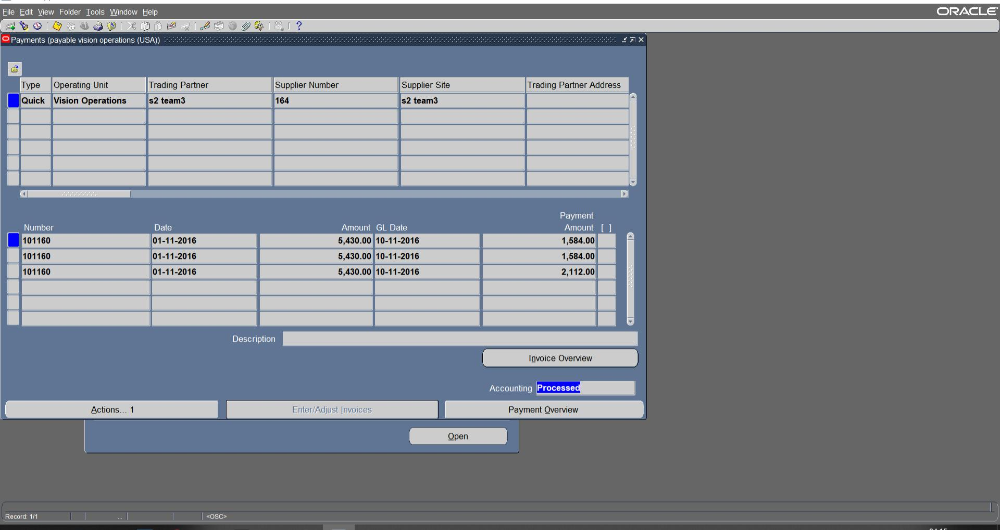 File Edit View Folder Tools Window Help
ORACLE
Payments (payable vision operations (USA))
Type Operating Unit Trading Partner Supplier Number Supplier Site Trading Partner Address
Quick Vision Operations s2 team3 164 s2 team3
Payment
Number Date Amount GL Date Amount [ ]
101160 01-11-2016 5,430.00 10-11-2016 1,584.00
101160 01-11-2016 5,430.00 10-11-2016 1,584.00
101160 01-11-2016 5,430.00 10-11-2016 2,112.00
Description
Invoice Overview
Accounting Processed
Actions... 1 Enter/Adjust Invoices Payment Overview
Open
Record: 1/1 ... <OSC>